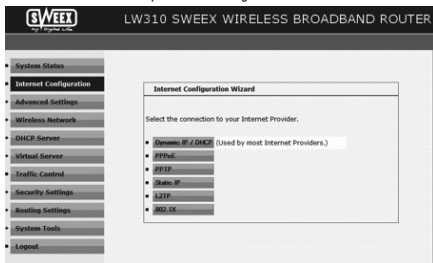 SWEEX
my Digital Life
LW310 SWEEX WIRELESS BROADBAND ROUTER
System Status
Internet Configuration
Advanced Settings
Wireless Network
DHCP Server
Virtual Server
Traffic Control
Security Settings
Routing Settings
System Tools
Logout
Internet Configuration Wizard
Select the connection to your Internet Provider.
Dynamic IP / DHCP (Used by most Internet Providers.)
PPPoE
PPTP
Static IP
L2TP
802.1X